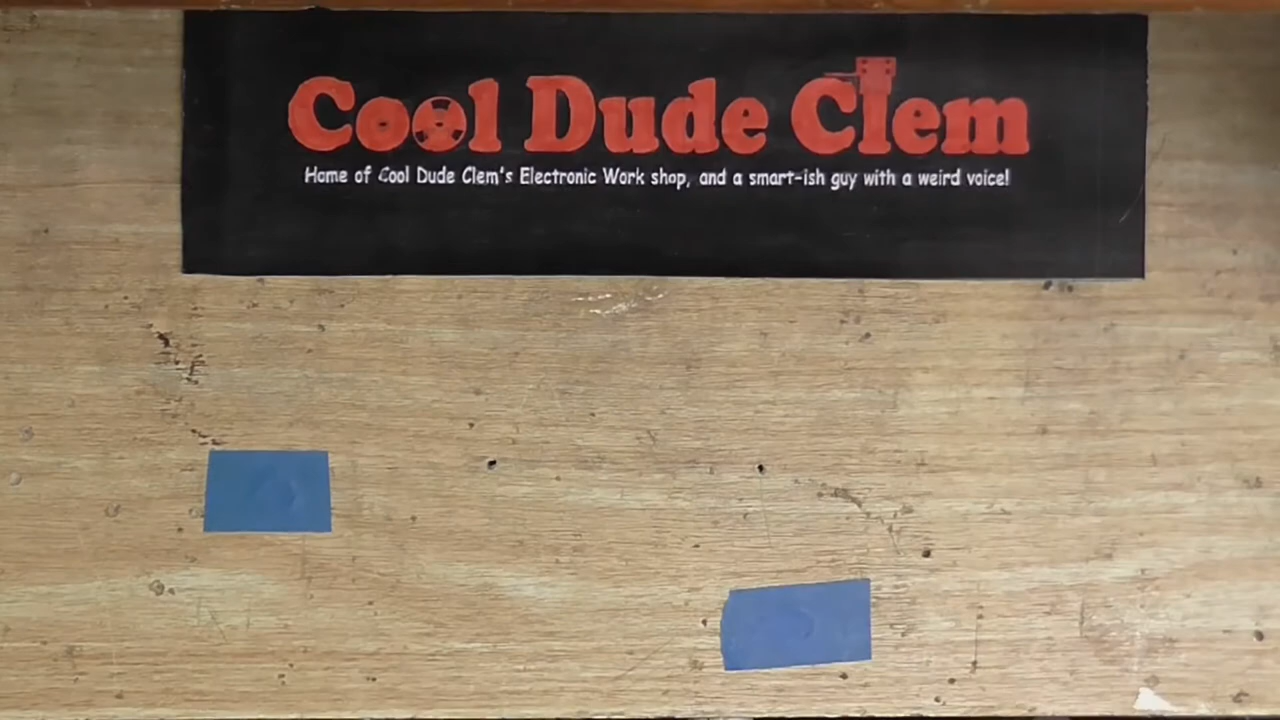 Cool Dude Clem
Home of Cool Dude Clem's Electronic Work shop, and a smart-ish guy with a weird voice!